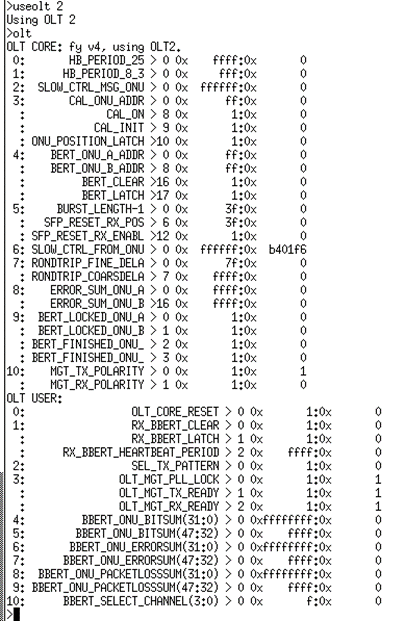 >useolt 2
Using OLT 2
>olt
OLT CORE: fy v4, using OLT2.
0: HB_PERIOD_25 > 0 0x ffff:0x 0
1: HB_PERIOD_8_3 > 0 0x fff:0x 0
2: SLOW_CTRL_MSG_ONU > 0 0x ffffff:0x 0
3: CAL_ONU_ADDR > 0 0x ff:0x 0
: CAL_ON > 8 0x 1:0x 0
: CAL_INIT > 9 0x 1:0x 0
: ONU_POSITION_LATCH >10 0x 1:0x 0
4: BERT_ONU_A_ADDR > 0 0x ff:0x 0
: BERT_ONU_B_ADDR > 8 0x ff:0x 0
: BERT_CLEAR >16 0x 1:0x 0
: BERT_LATCH >17 0x 1:0x 0
5: BURST_LENGTH-1 > 0 0x 3f:0x 0
: SFP_RESET_RX_POS > 6 0x 3f:0x 0
: SFP_RESET_RX_ENABL >12 0x 1:0x 0
6: SLOW_CTRL_FROM_ONU > 0 0x ffffff:0x b401f6
7: RONDTRIP_FINE_DELA > 0 0x 7f:0x 0
: RONDTRIP_COARSDELA > 7 0x ffff:0x 0
8: ERROR_SUM_ONU_A > 0 0x ffff:0x 0
: ERROR_SUM_ONU_B >16 0x ffff:0x 0
9: BERT_LOCKED_ONU_A > 0 0x 1:0x 0
: BERT_LOCKED_ONU_B > 1 0x 1:0x 0
: BERT_FINISHED_ONU_ > 2 0x 1:0x 0
: BERT_FINISHED_ONU_ > 3 0x 1:0x 0
10: MGT_TX_POLARITY > 0 0x 1:0x 1
: MGT_RX_POLARITY > 1 0x 1:0x 0
OLT USER:
0: OLT_CORE_RESET > 0 0x 1:0x 0
1: RX_BBERT_CLEAR > 0 0x 1:0x 0
: RX_BBERT_LATCH > 1 0x 1:0x 0
: RX_BBERT_HEARTBEAT_PERIOD > 2 0x ffff:0x 0
2: SEL_TX_PATTERN > 0 0x 1:0x 0
3: OLT_MGT_PLL_LOCK > 0 0x 1:0x 1
: OLT_MGT_TX_READY > 1 0x 1:0x 1
: OLT_MGT_RX_READY > 2 0x 1:0x 1
4: BBERT_ONU_BITSUM(31:0) > 0 0xffffffff:0x 0
5: BBERT_ONU_BITSUM(47:32) > 0 0x ffff:0x 0
6: BBERT_ONU_ERRORSUM(31:0) > 0 0xffffffff:0x 0
7: BBERT_ONU_ERRORSUM(47:32) > 0 0x ffff:0x 0
8: BBERT_ONU_PACKETLOSSSUM(31:0) > 0 0xffffffff:0x 0
9: BBERT_ONU_PACKETLOSSSUM(47:32) > 0 0x ffff:0x 0
10: BBERT_SELECT_CHANNEL(3:0) > 0 0x f:0x 0
>